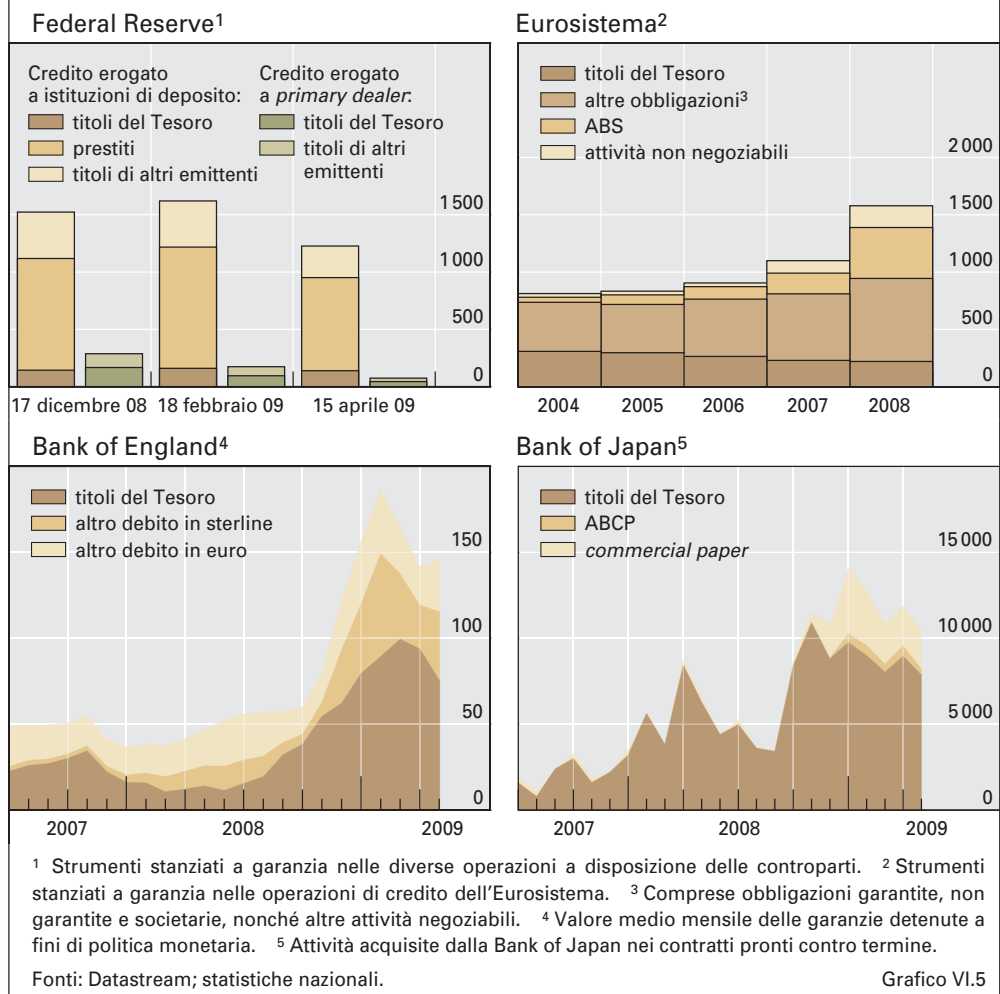 Federal Reserve¹
Credito erogato
a istituzioni di deposito:
titoli del Tesoro
prestiti
titoli di altri emittenti
Credito erogato
a primary dealer:
titoli del Tesoro
titoli di altri
emittenti
1 500
1 000
500
0
17 dicembre 08
18 febbraio 09
15 aprile 09
Eurosistema²
titoli del Tesoro
altre obbligazioni³
ABS
attività non negoziabili
2 000
1 500
1 000
500
0
2004
2005
2006
2007
2008
Bank of England⁴
titoli del Tesoro
altro debito in sterline
altro debito in euro
150
100
50
0
2007
2008
2009
Bank of Japan⁵
titoli del Tesoro
ABCP
commercial paper
15 000
10 000
5 000
0
2007
2008
2009
¹ Strumenti stanziati a garanzia nelle diverse operazioni a disposizione delle controparti. ² Strumenti
stanziati a garanzia nelle operazioni di credito dell'Eurosistema. ³ Comprese obbligazioni garantite, non
garantite e societarie, nonché altre attività negoziabili. ⁴ Valore medio mensile delle garanzie detenute a
fini di politica monetaria. ⁵ Attività acquisite dalla Bank of Japan nei contratti pronti contro termine.
Fonti: Datastream; statistiche nazionali.
Grafico VI.5